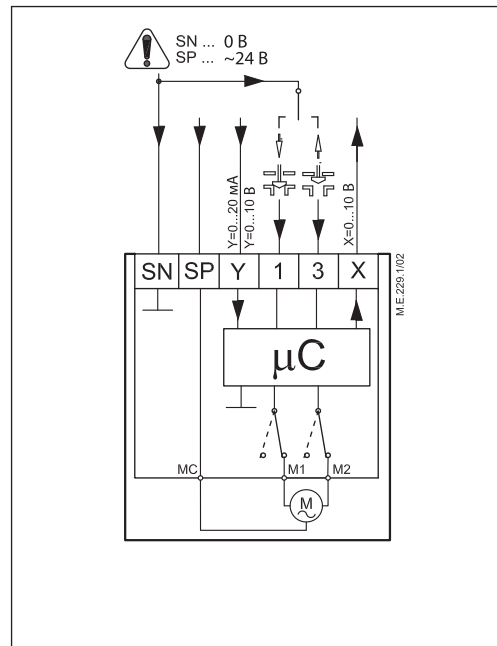 SN ... 0 В
SP ... ~24 В
Y=0...20 мА
Y=0...10 В
X=0...10 В
SN SP Y 1 3 X
M.E.229.1/02
µC
MC M1 M2
M